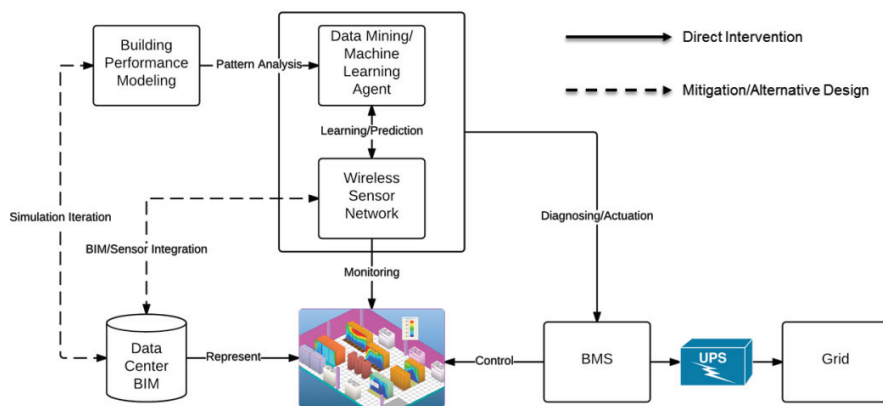 Building
Performance
Modeling
Pattern Analysis
Data Mining/
Machine
Learning
Agent
Direct Intervention
Mitigation/Alternative Design
Learning/Prediction
Wireless
Sensor
Network
Simulation Iteration
BIM/Sensor Integration
Diagnosing/Actuation
Monitoring
Data
Center
BIM
Represent
Control
BMS
UPS
Grid